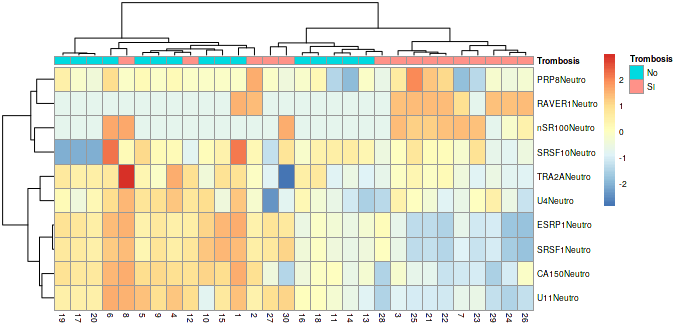 Trombosis
PRP8Neutro
RAVER1Neutro
nSR100Neutro
SRSF10Neutro
TRA2ANeutro
U4Neutro
ESRP1Neutro
SRSF1Neutro
CA150Neutro
U11Neutro
19 17 20 6 8 5 9 4 12 10 15 1 2 27 30 16 18 11 14 13 28 3 25 21 22 7 23 29 24 26
2
1
0
-1
-2
Trombosis
No
SI